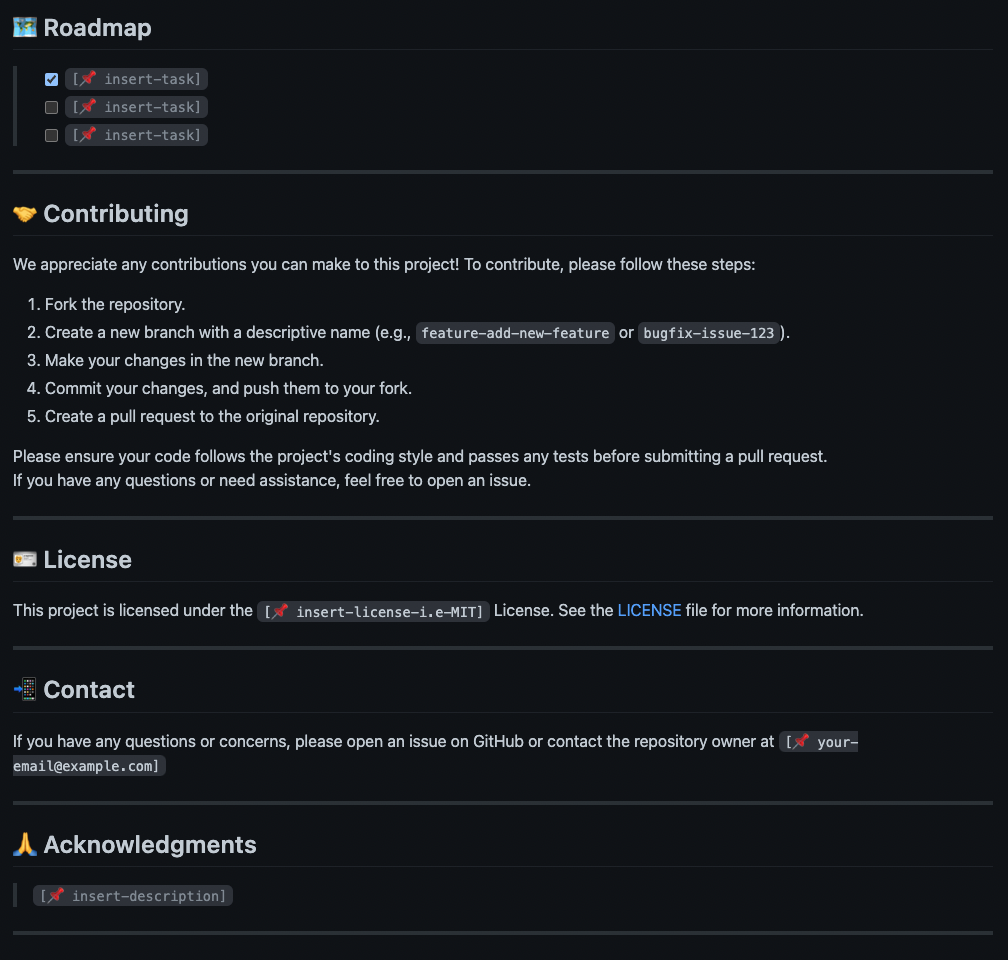 🗺️ Roadmap
[📌 insert-task]
[📌 insert-task]
[📌 insert-task]
🤝 Contributing
We appreciate any contributions you can make to this project! To contribute, please follow these steps:
1. Fork the repository.
2. Create a new branch with a descriptive name (e.g., feature-add-new-feature or bugfix-issue-123).
3. Make your changes in the new branch.
4. Commit your changes, and push them to your fork.
5. Create a pull request to the original repository.
Please ensure your code follows the project's coding style and passes any tests before submitting a pull request.
If you have any questions or need assistance, feel free to open an issue.
🪪 License
This project is licensed under the [📌 insert-license-i.e-MIT] License. See the LICENSE file for more information.
📲 Contact
If you have any questions or concerns, please open an issue on GitHub or contact the repository owner at [📌 your-
email@example.com]
🙏 Acknowledgments
[📌 insert-description]